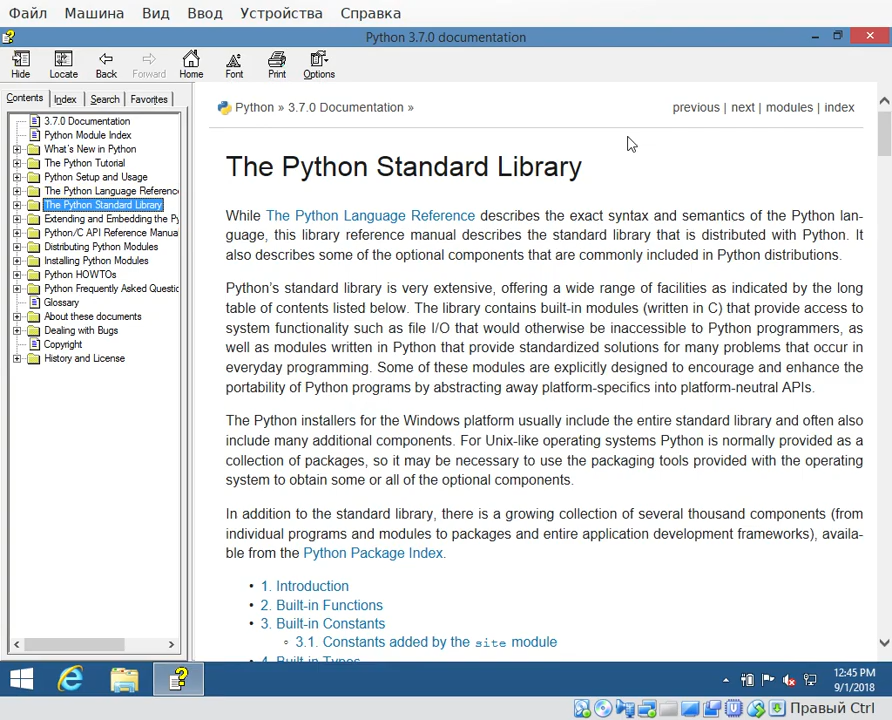 Файл Машина Вид Ввод Устройства Справка
Python 3.7.0 documentation
Hide Locate Back Forward Home Font Print Options
Contents Index Search Favorites
3.7.0 Documentation
Python Module Index
What's New in Python
The Python Tutorial
Python Setup and Usage
The Python Language Reference
The Python Standard Library
Extending and Embedding the Py
Python/C API Reference Manua
Distributing Python Modules
Installing Python Modules
Python HOWTOs
Python Frequently Asked Questic
Glossary
About these documents
Dealing with Bugs
Copyright
History and License
Python » 3.7.0 Documentation »
previous | next | modules | index
The Python Standard Library
While The Python Language Reference describes the exact syntax and semantics of the Python lan-
guage, this library reference manual describes the standard library that is distributed with Python. It
also describes some of the optional components that are commonly included in Python distributions.
Python's standard library is very extensive, offering a wide range of facilities as indicated by the long
table of contents listed below. The library contains built-in modules (written in C) that provide access to
system functionality such as file I/O that would otherwise be inaccessible to Python programmers, as
well as modules written in Python that provide standardized solutions for many problems that occur in
everyday programming. Some of these modules are explicitly designed to encourage and enhance the
portability of Python programs by abstracting away platform-specifics into platform-neutral APIs.
The Python installers for the Windows platform usually include the entire standard library and often also
include many additional components. For Unix-like operating systems Python is normally provided as a
collection of packages, so it may be necessary to use the packaging tools provided with the operating
system to obtain some or all of the optional components.
In addition to the standard library, there is a growing collection of several thousand components (from
individual programs and modules to packages and entire application development frameworks), availa-
ble from the Python Package Index.
• 1. Introduction
• 2. Built-in Functions
• 3. Built-in Constants
◦ 3.1. Constants added by the site module
4. Built-in Types
12:45 PM
9/1/2018
Правый Ctrl